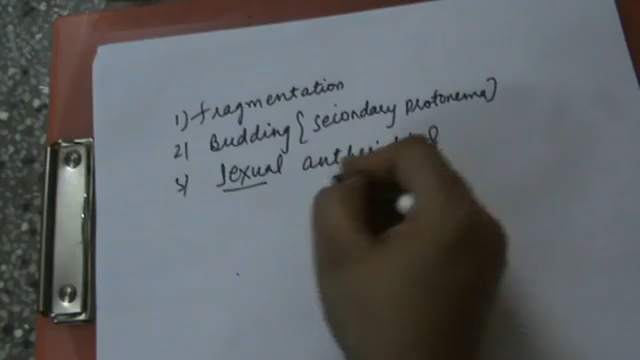 1) fragmentation
2) Budding { secondary protonema }
3) Sexual